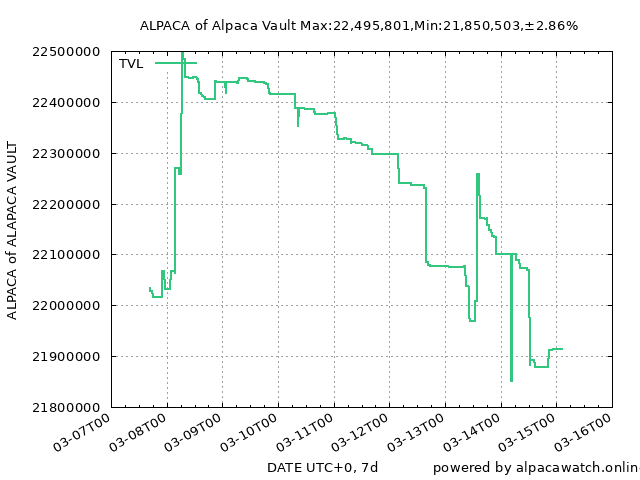 ALPACA of Alpaca Vault Max:22,495,801,Min:21,850,503,±2.86%
TVL
22500000
22400000
22300000
22200000
22100000
22000000
21900000
21800000
ALPACA of ALAPACA VAULT
03-07T00
03-08T00
03-09T00
03-10T00
03-11T00
03-12T00
03-13T00
03-14T00
03-15T00
03-16T00
DATE UTC+0, 7d
powered by alpacawatch.onlin